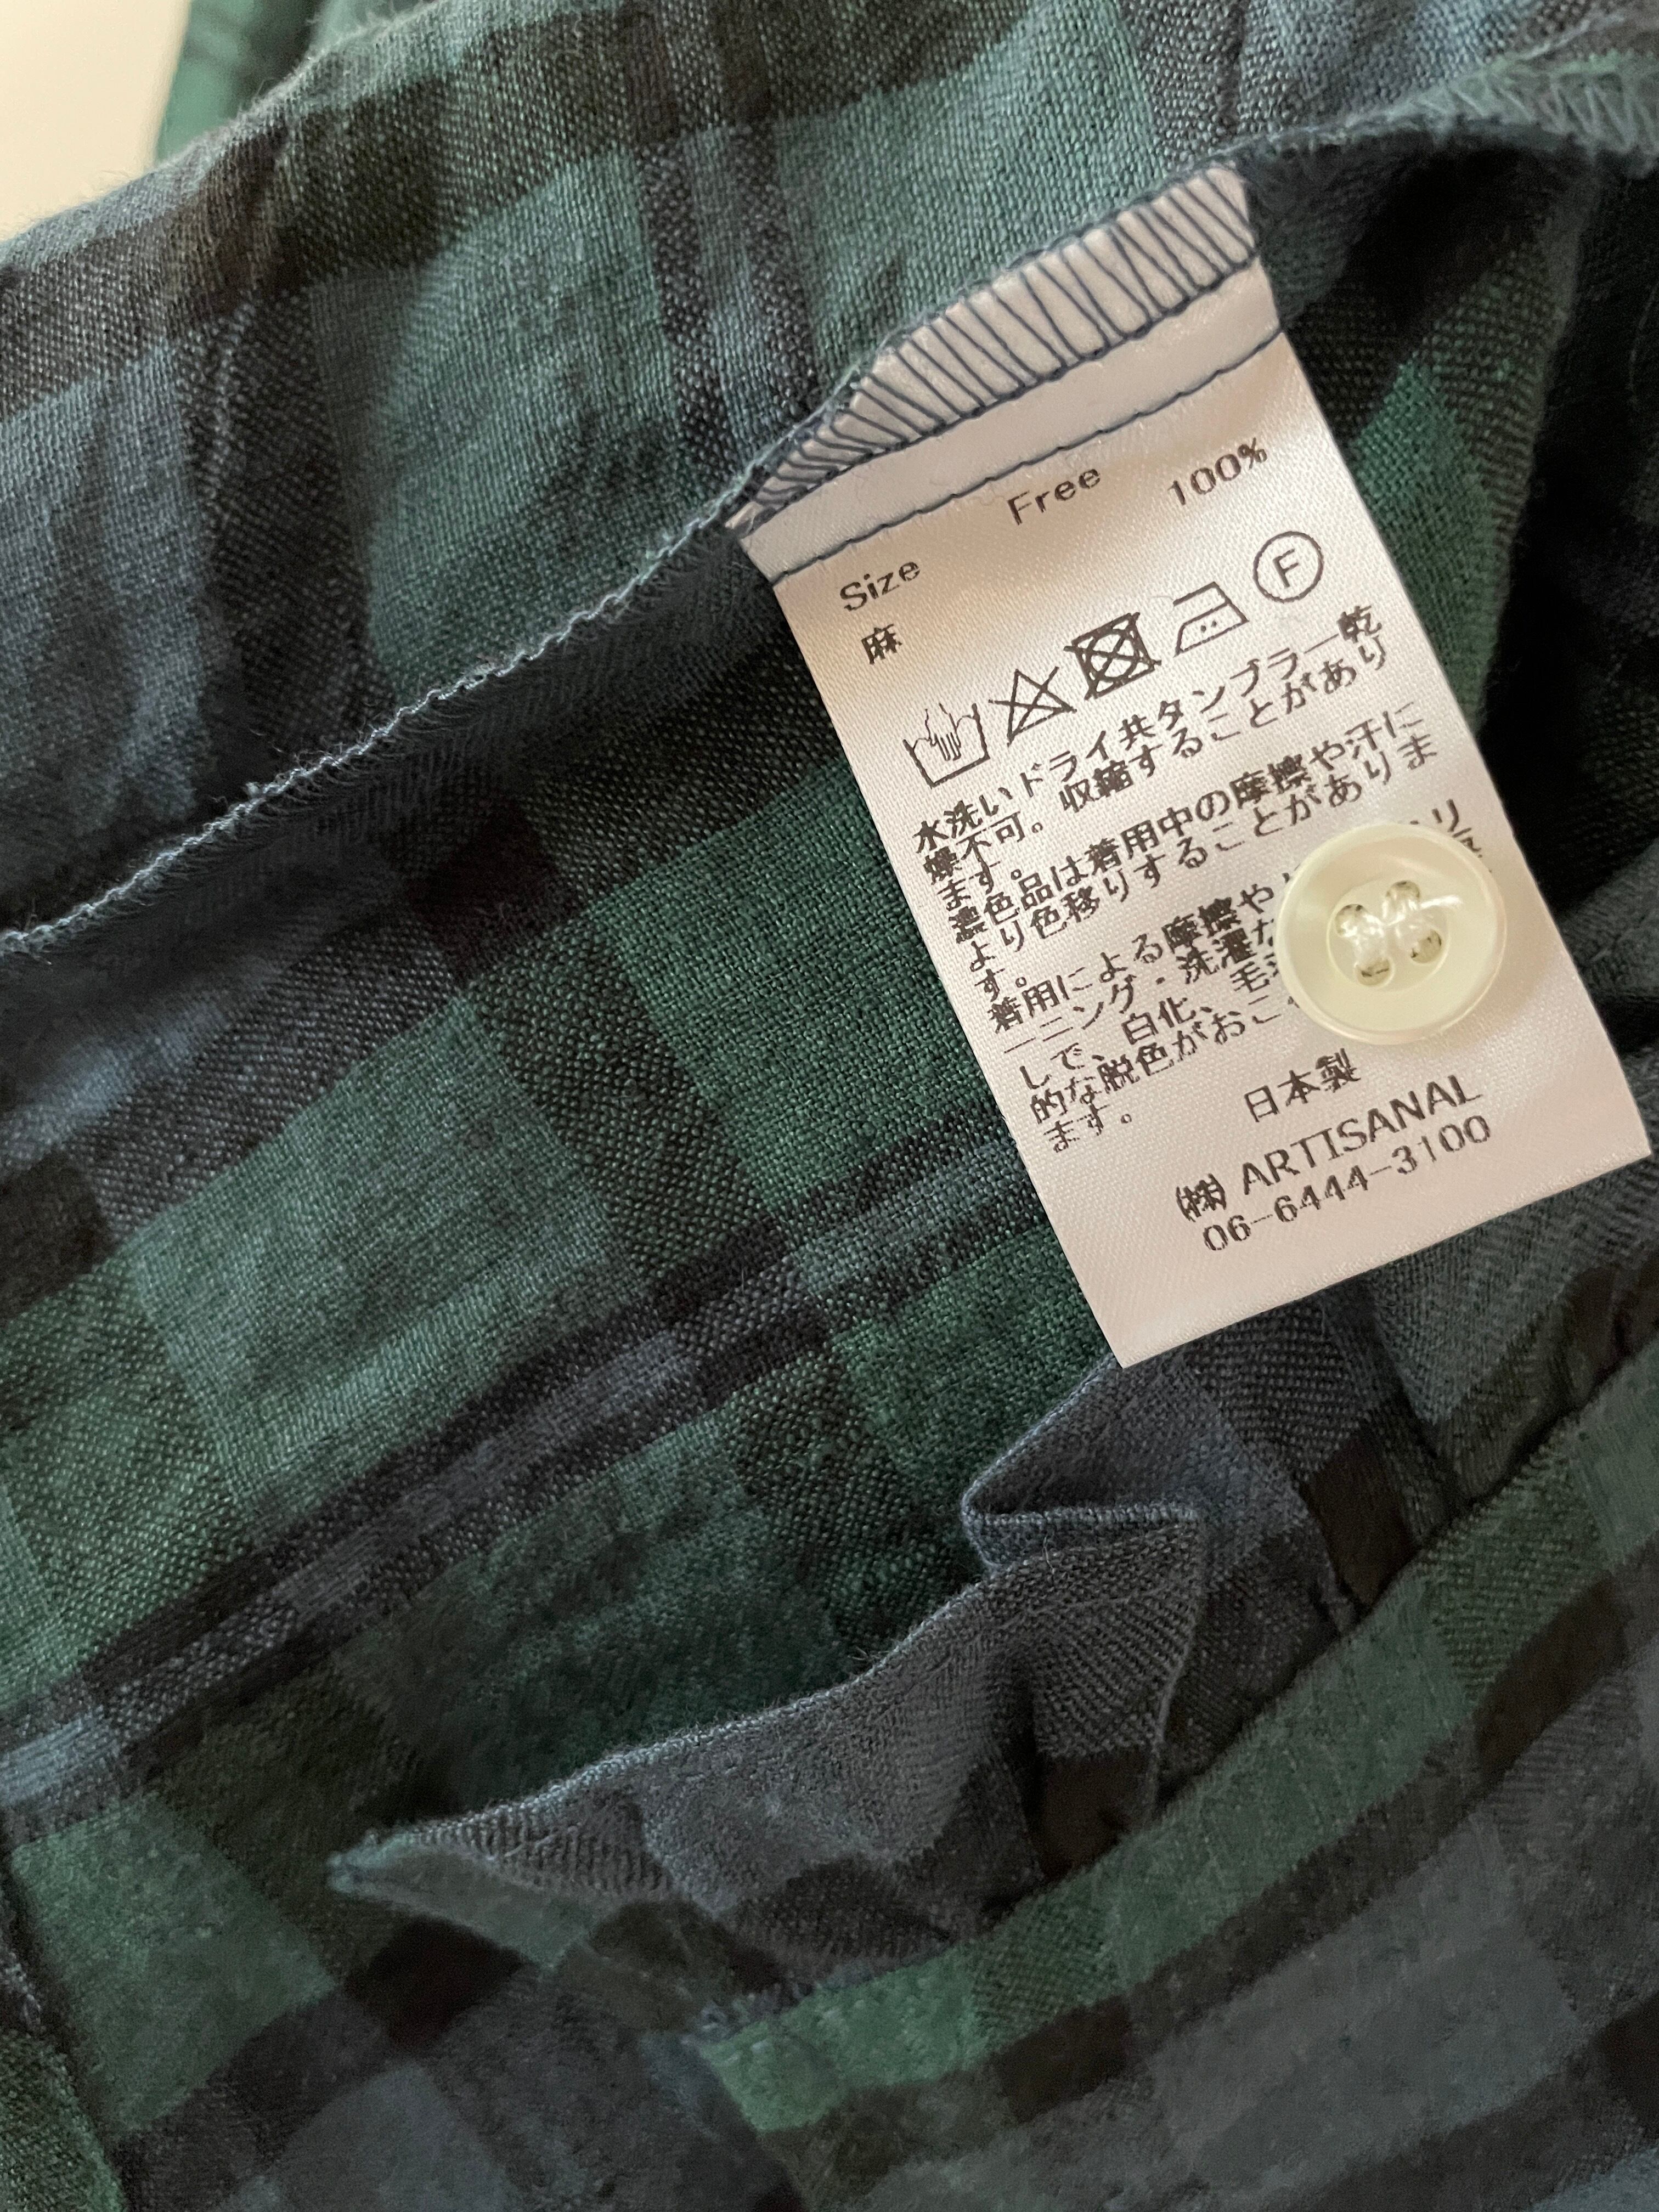 Size Free
麻 100%
F
水洗いドライ共タンブラー乾
燥不可。収縮することがあり
ます。
濃色品は着用中の摩擦や汗に
より色移りすることがありま
す。
着用による摩擦や リ
ーニング・洗濯
しで、白化、毛
的な脱色がおこ
ます。
日本製
㈱ ARTISANAL
06-6444-3100